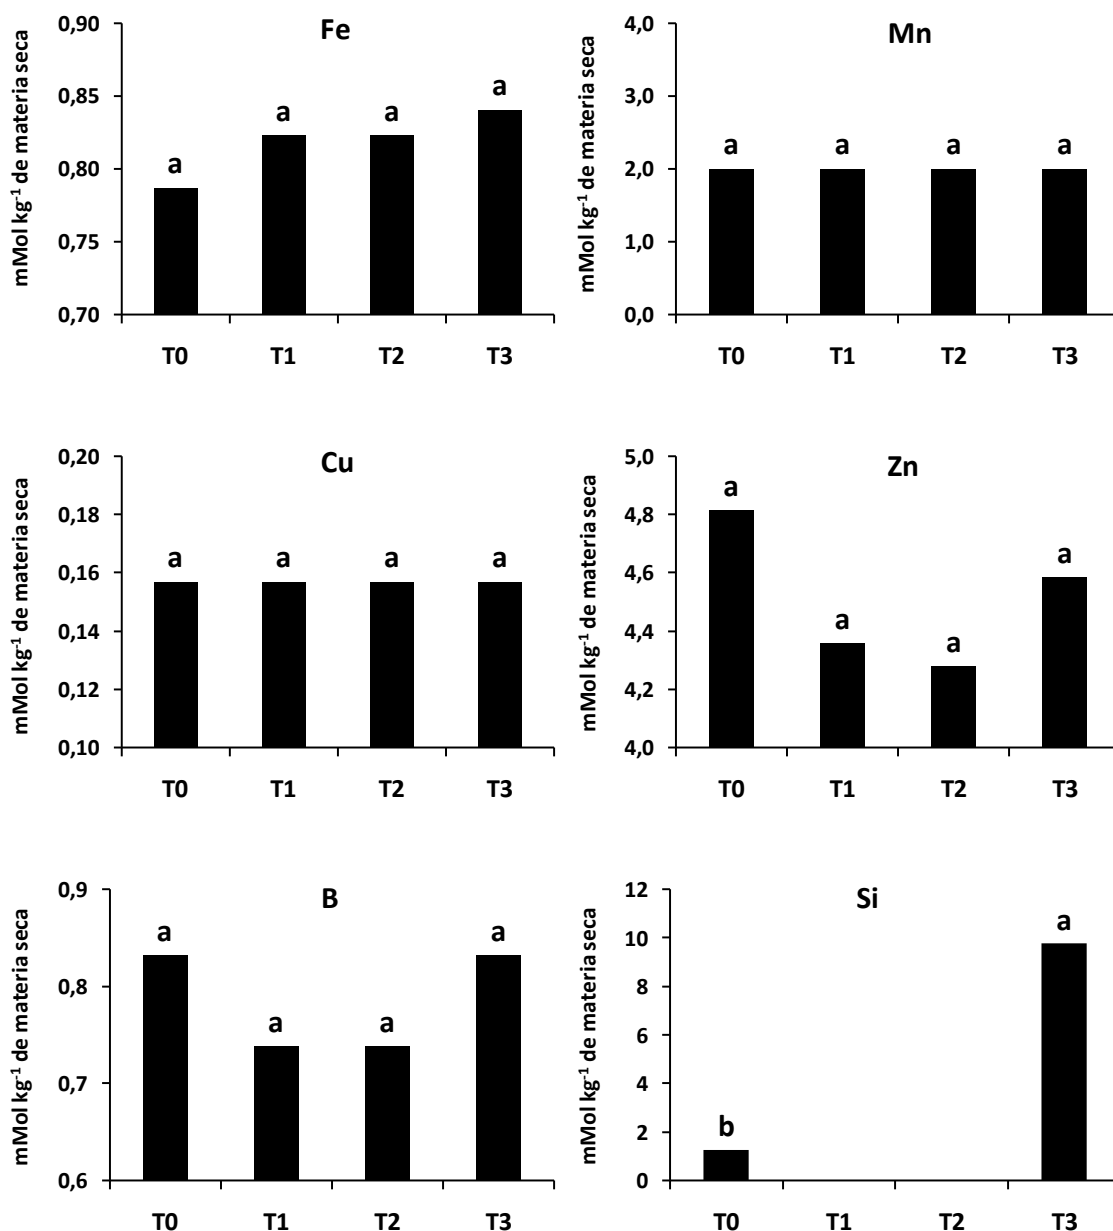 Fe
mMol kg-1 de materia seca
0,90
0,85
0,80
0,75
0,70
a
a
a
a
T0
T1
T2
T3
Mn
mMol kg-1 de materia seca
4,0
3,0
2,0
1,0
0,0
a
a
a
a
T0
T1
T2
T3
Cu
mMol kg-1 de materia seca
0,20
0,18
0,16
0,14
0,12
0,10
a
a
a
a
T0
T1
T2
T3
Zn
mMol kg-1 de materia seca
5,0
4,8
4,6
4,4
4,2
4,0
a
a
a
a
T0
T1
T2
T3
B
mMol kg-1 de materia seca
0,9
0,8
0,7
0,6
a
a
a
a
T0
T1
T2
T3
Si
mMol kg-1 de materia seca
12
10
8
6
4
2
0
b
a
T0
T1
T2
T3